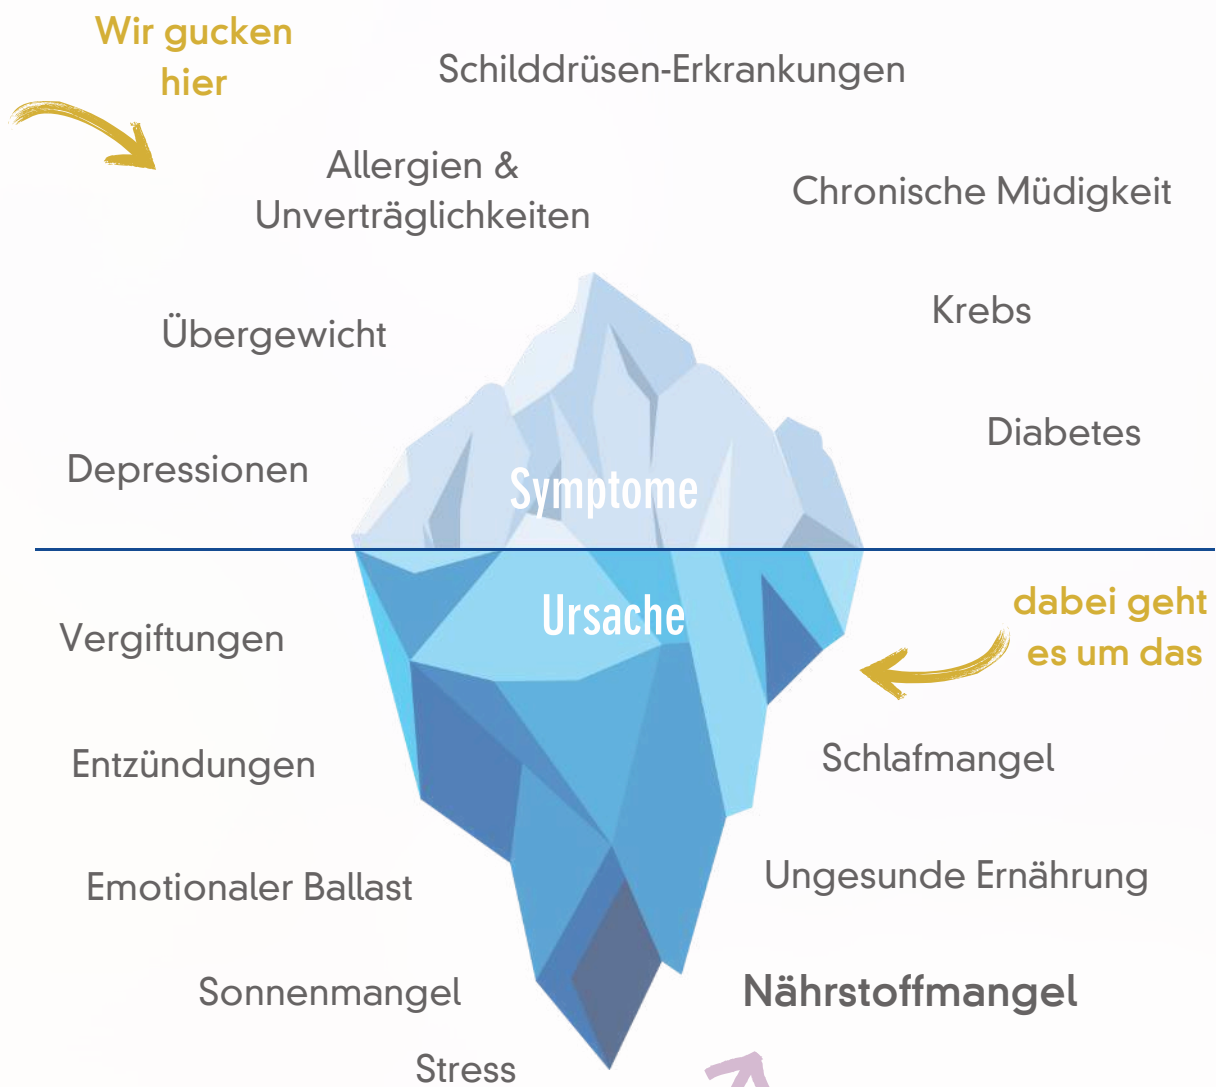 Wir gucken
hier
Schilddrüsen-Erkrankungen
Allergien &
Unverträglichkeiten
Chronische Müdigkeit
Übergewicht
Krebs
Diabetes
Depressionen
Symptome
Ursache
dabei geht
es um das
Vergiftungen
Entzündungen
Schlafmangel
Emotionaler Ballast
Ungesunde Ernährung
Sonnenmangel
Nährstoffmangel
Stress